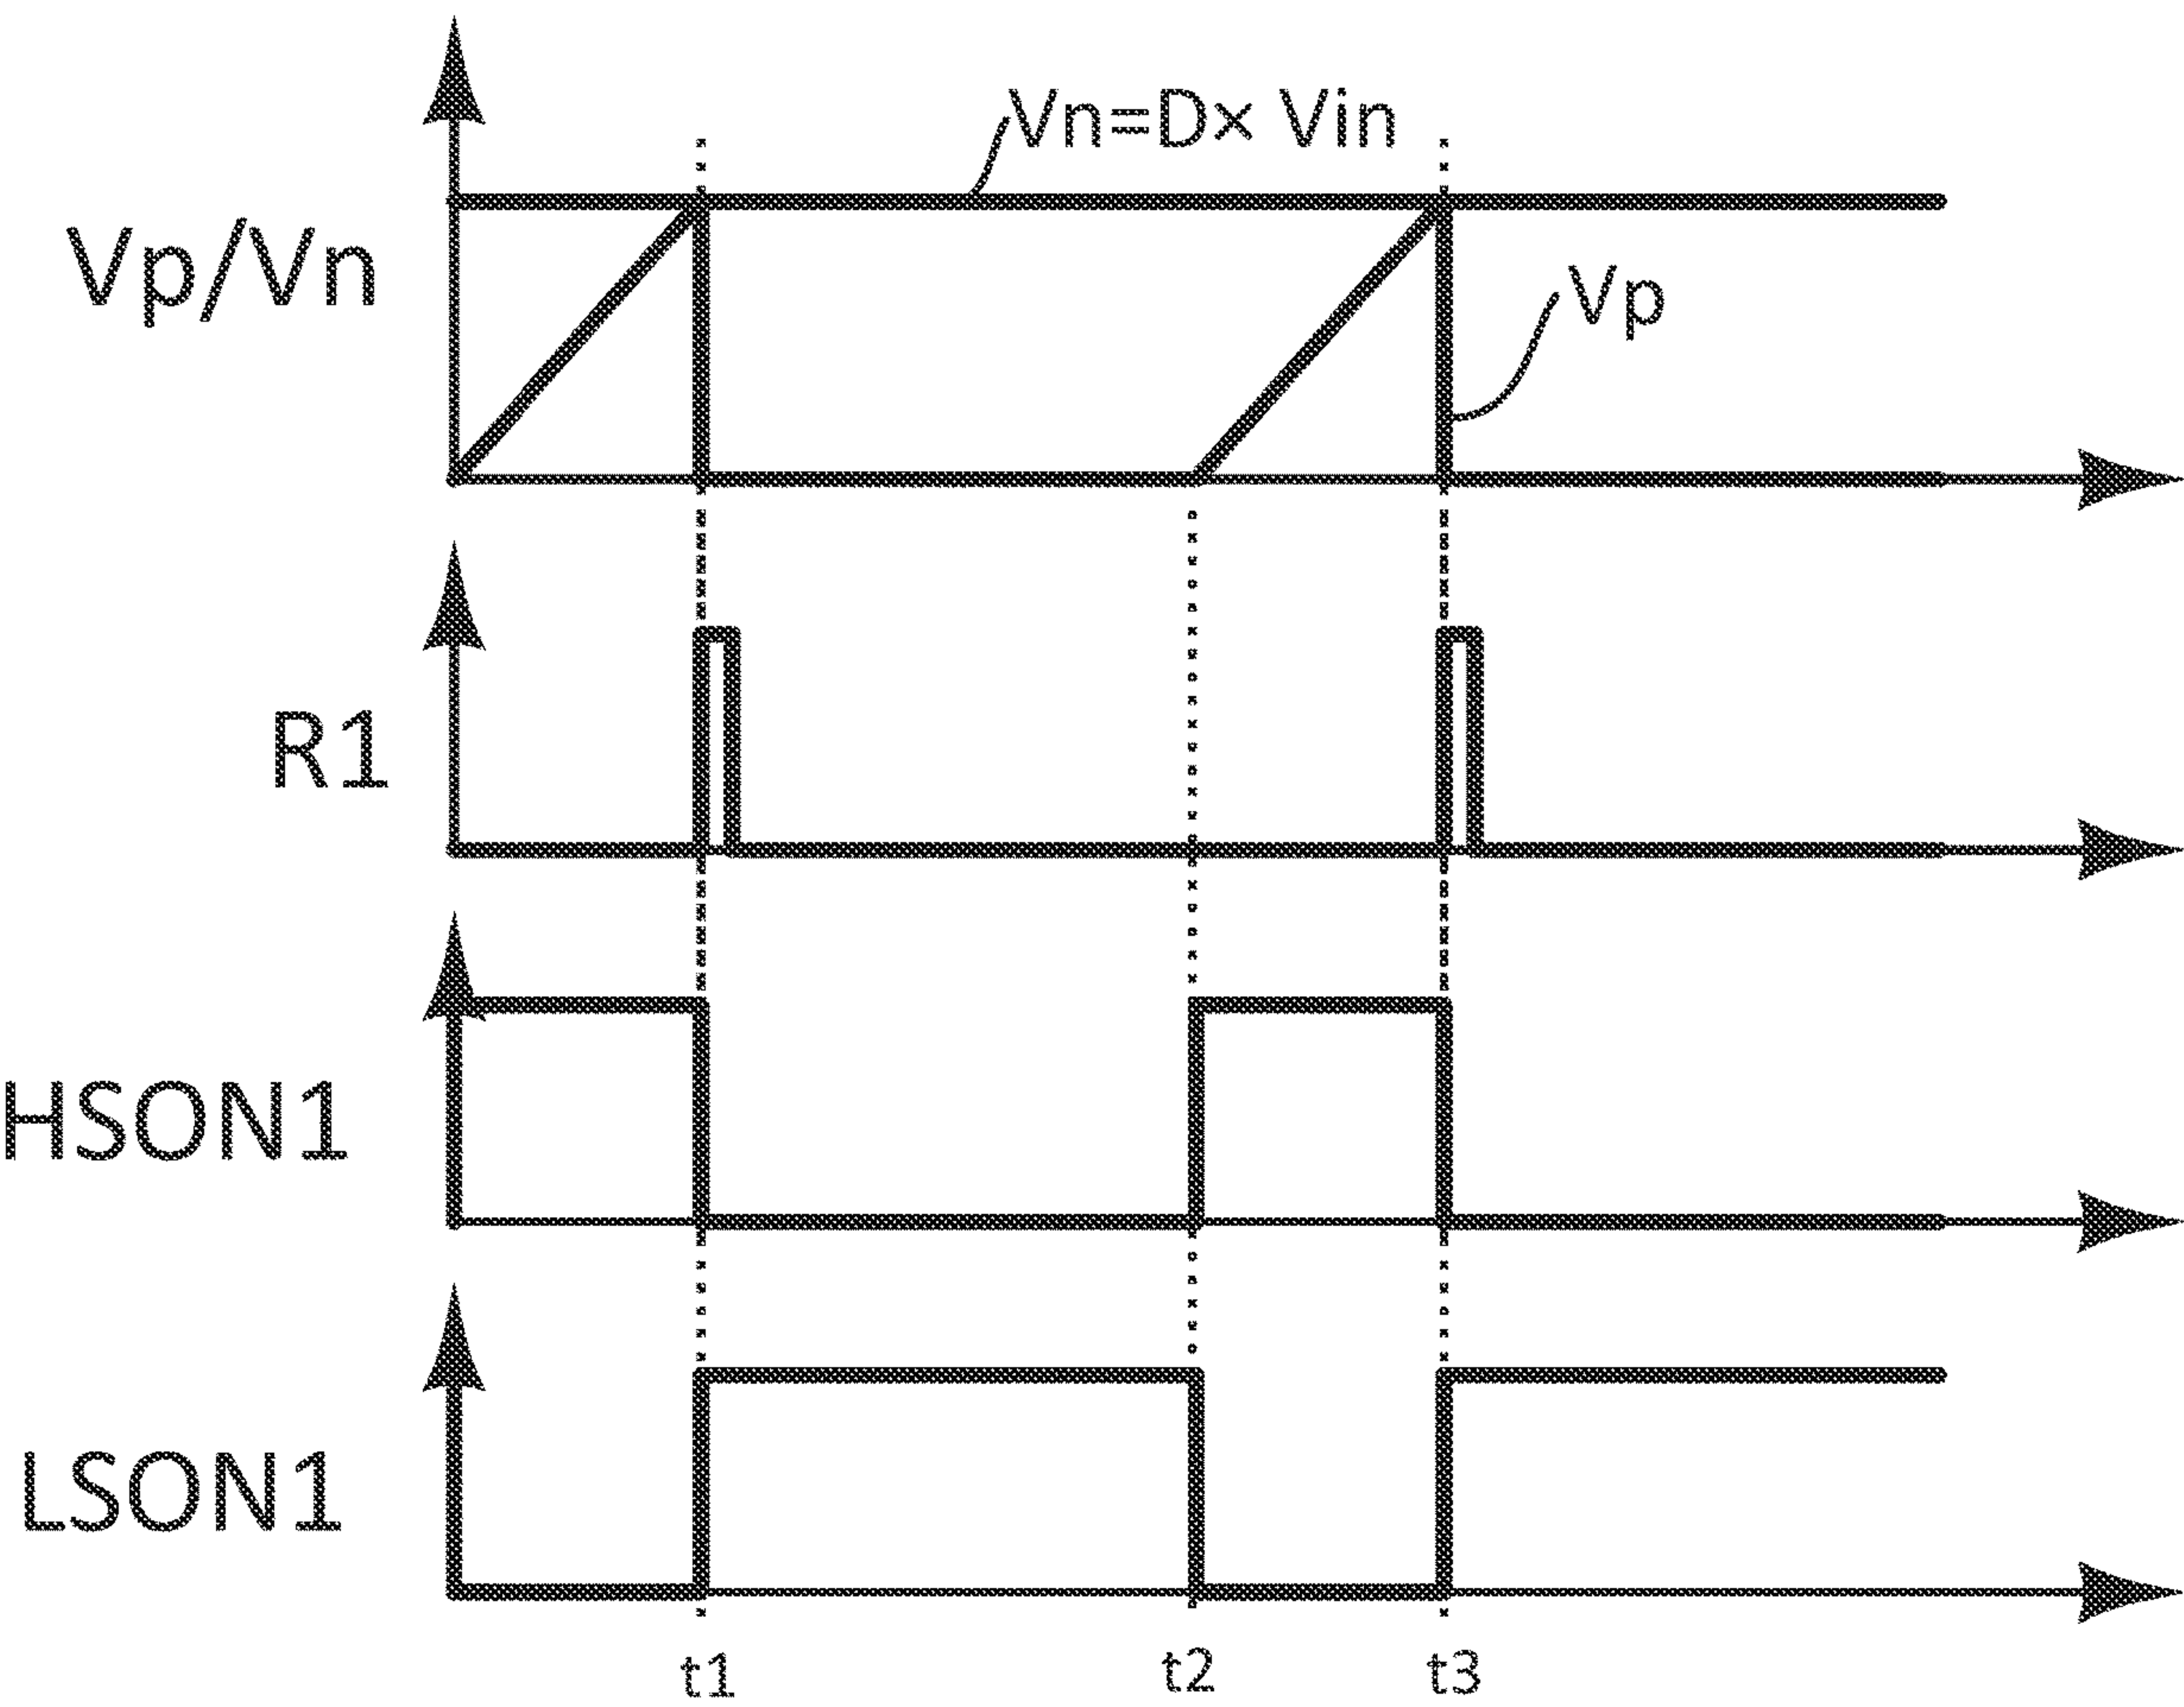 Vn=D× Vin
Vp/Vn
Vp
R1
HSON1
LSON1
t1 t2 t3